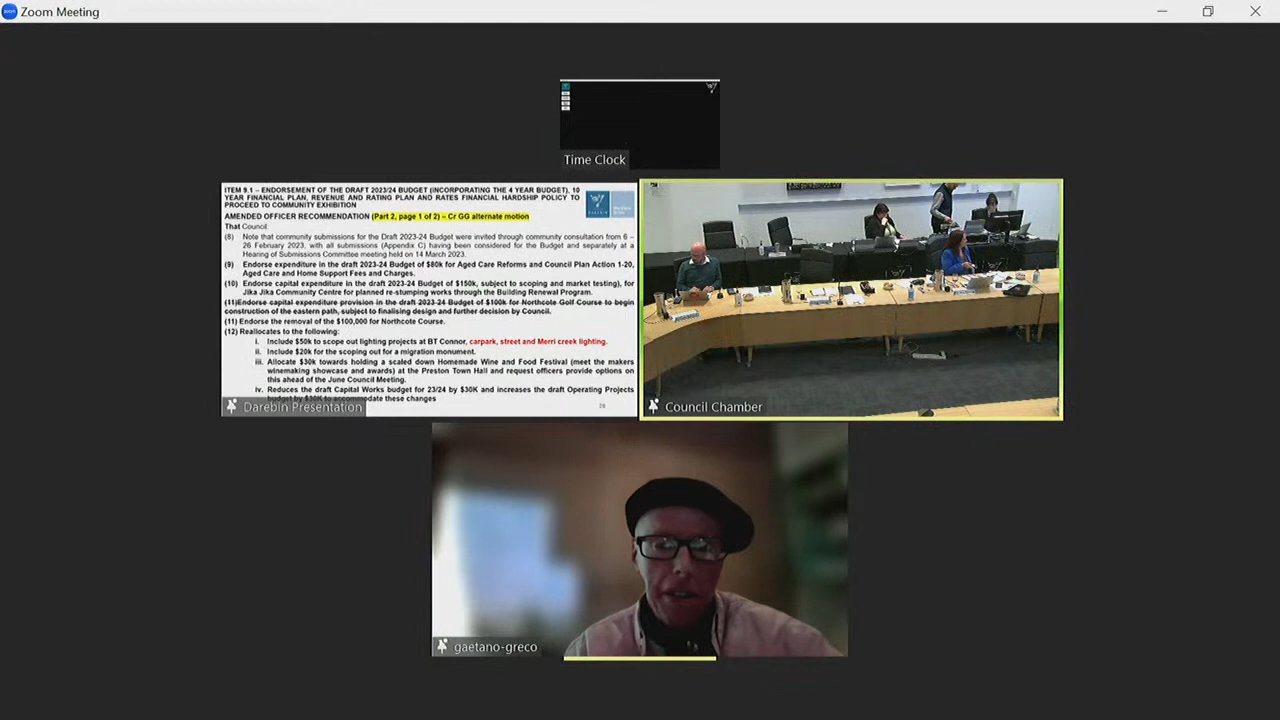 Zoom Meeting
Time Clock
ITEM 9.1 – ENDORSEMENT OF THE DRAFT 2023/24 BUDGET (INCORPORATING THE 4 YEAR BUDGET), 10
YEAR FINANCIAL PLAN, REVENUE AND RATING PLAN AND RATES FINANCIAL HARDSHIP POLICY TO
PROCEED TO COMMUNITY EXHIBITION
AMENDED OFFICER RECOMMENDATION (Part 2, page 1 of 2) – Cr GG alternate motion
That Council:
(8) Note that community submissions for the Draft 2023-24 Budget were invited through community consultation from 6 –
26 February 2023, with all submissions (Appendix C) having been considered for the Budget and separately at a
Hearing of Submissions Committee meeting held on 14 March 2023.
(9) Endorse expenditure in the draft 2023-24 Budget of $80k for Aged Care Reforms and Council Plan Action 1-20,
Aged Care and Home Support Fees and Charges.
(10) Endorse capital expenditure in the draft 2023-24 Budget of $150k, subject to scoping and market testing), for
Jika Jika Community Centre for planned re-stumping works through the Building Renewal Program.
(11)Endorse capital expenditure provision in the draft 2023-24 Budget of $100k for Northcote Golf Course to begin
construction of the eastern path, subject to finalising design and further decision by Council.
(11) Endorse the removal of the $100,000 for Northcote Course.
(12) Reallocates to the following:
i. Include $50k to scope out lighting projects at BT Connor, carpark, street and Merri creek lighting.
ii. Include $20k for the scoping out for a migration monument.
iii. Allocate $30k towards holding a scaled down Homemade Wine and Food Festival (meet the makers
winemaking showcase and awards) at the Preston Town Hall and request officers provide options on
this ahead of the June Council Meeting.
iv. Reduces the draft Capital Works budget for 23/24 by $30K and increases the draft Operating Projects
budget by $30K to accommodate these changes
Darebin Presentation
Council Chamber
gaetano-greco